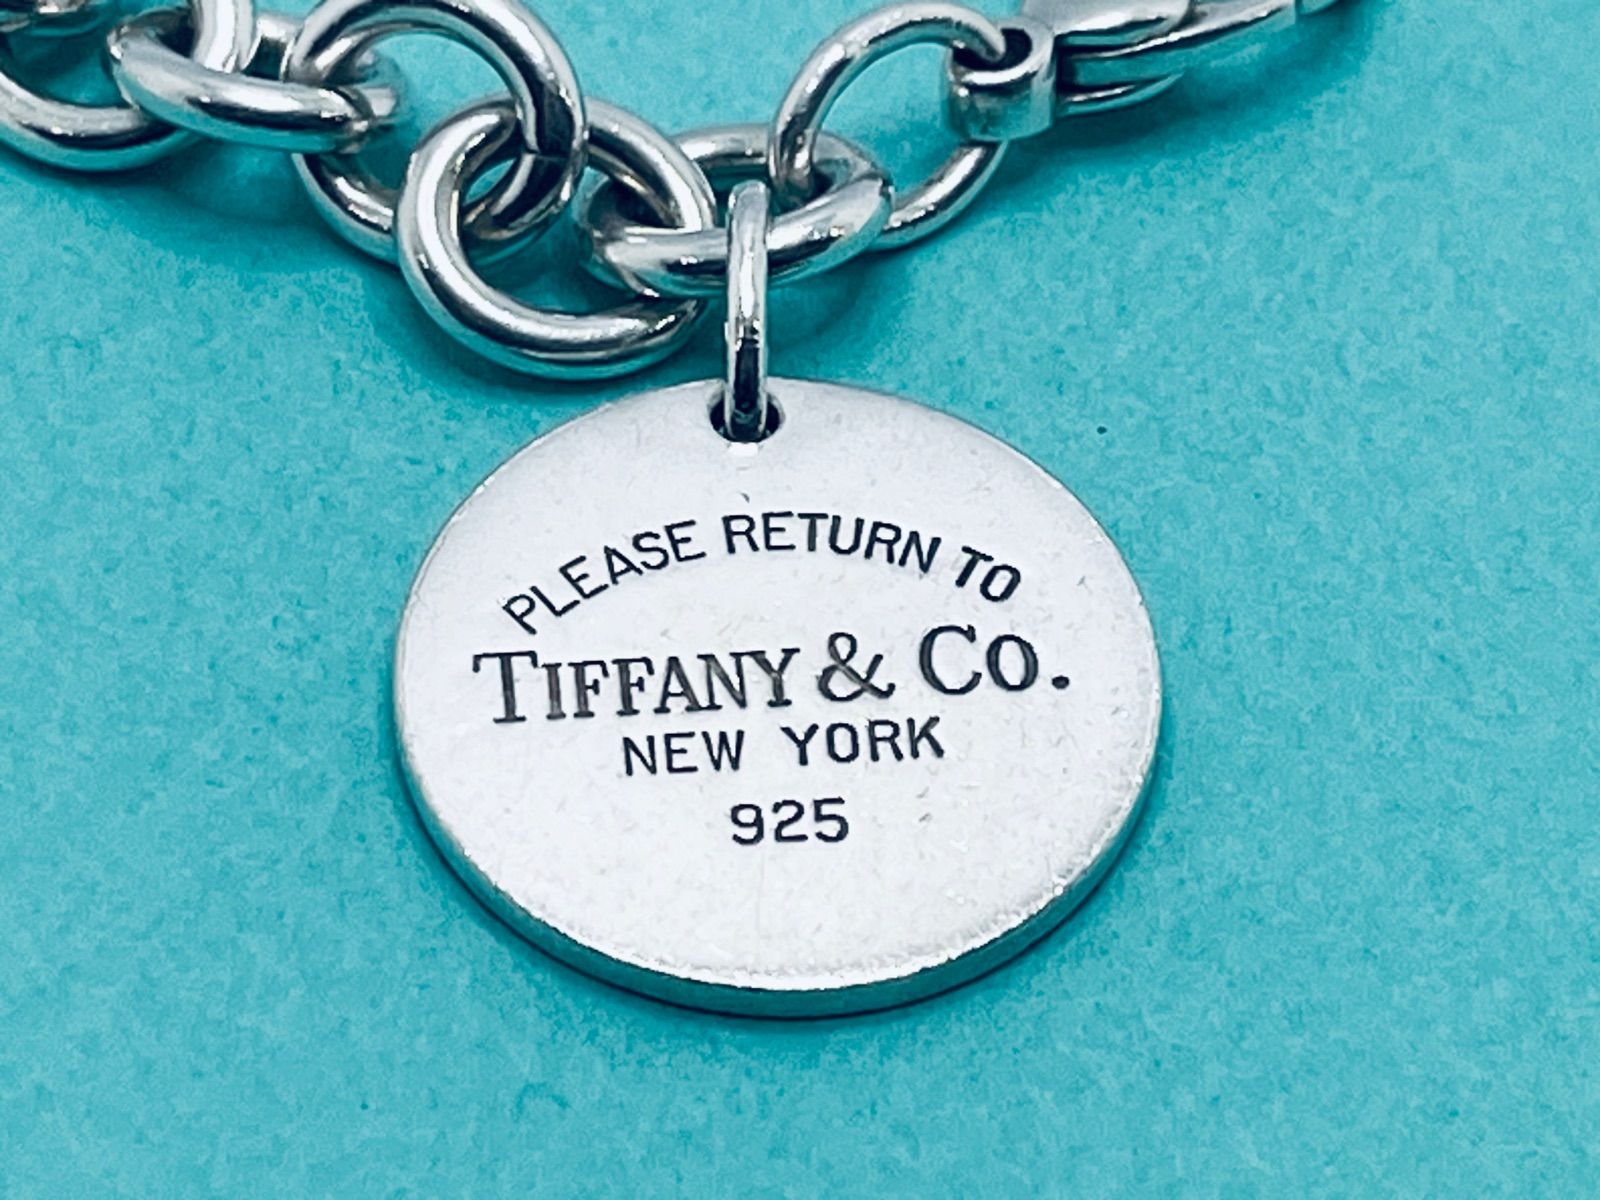 PLEASE RETURN TO
TIFFANY & CO.
NEW YORK
925